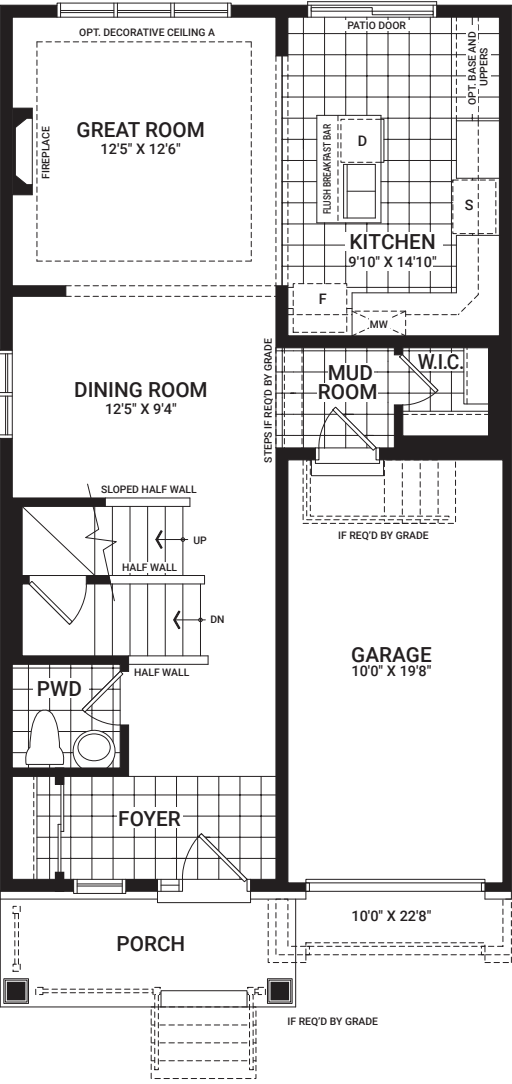 OPT. DECORATIVE CEILING A
PATIO DOOR
OPT. BASE AND
UPPERS
GREAT ROOM
12'5" X 12'6"
FIREPLACE
FLUSH BREAKFAST BAR
D
S
KITCHEN
9'10" X 14'10"
F
MW
DINING ROOM
12'5" X 9'4"
STEPS IF REQ'D BY GRADE
MUD
ROOM
W.I.C.
SLOPED HALF WALL
UP
HALF WALL
DN
HALF WALL
IF REQ'D BY GRADE
GARAGE
10'0" X 19'8"
PWD
FOYER
10'0" X 22'8"
PORCH
IF REQ'D BY GRADE